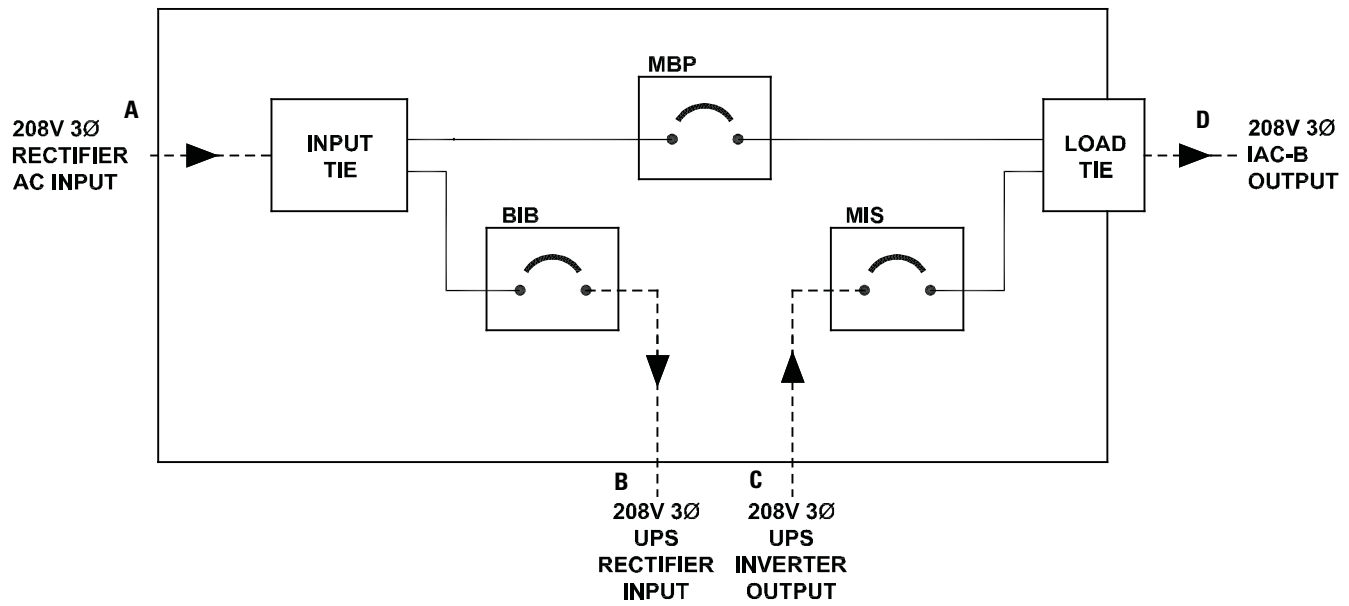 MBP
A
208V 3Ø
RECTIFIER
AC INPUT
INPUT
TIE
LOAD
TIE
D
208V 3Ø
IAC-B
OUTPUT
BIB
MIS
B
208V 3Ø
UPS
RECTIFIER
INPUT
C
208V 3Ø
UPS
INVERTER
OUTPUT